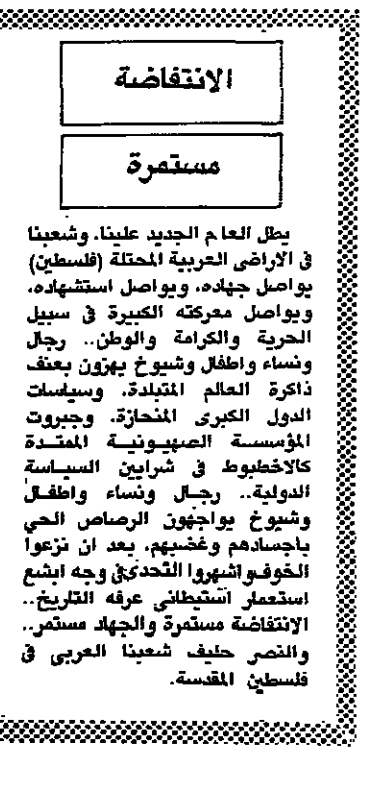 الانتفاضة
مستمرة
يطل العام الجديد علينا، وشعبنا
في الاراضي العربية المحتلة (فلسطين)
يواصل جهاده، ويواصل استشهاده،
ويواصل معركته الكبيرة في سبيل
الحرية والكرامة والوطن.. رجال
ونساء واطفال وشيوخ يهزون بعنف
ذاكرة العالم المتبلدة، وسياسات
الدول الكبرى المنحازة، وجبروت
المؤسسة الصهيونية الممتدة
كالاخطبوط في شرايين السياسة
الدولية.. رجال ونساء واطفال
وشيوخ يواجهون الرصاص الحي
باجسادهم وغضبهم، بعد ان نزعوا
الخوف واشهروا التحدي في وجه ابشع
استعمار استيطاني عرفه التاريخ..
الانتفاضة مستمرة والجهاد مستمر..
والنصر حليف شعبنا العربي في
فلسطين المقدسة.